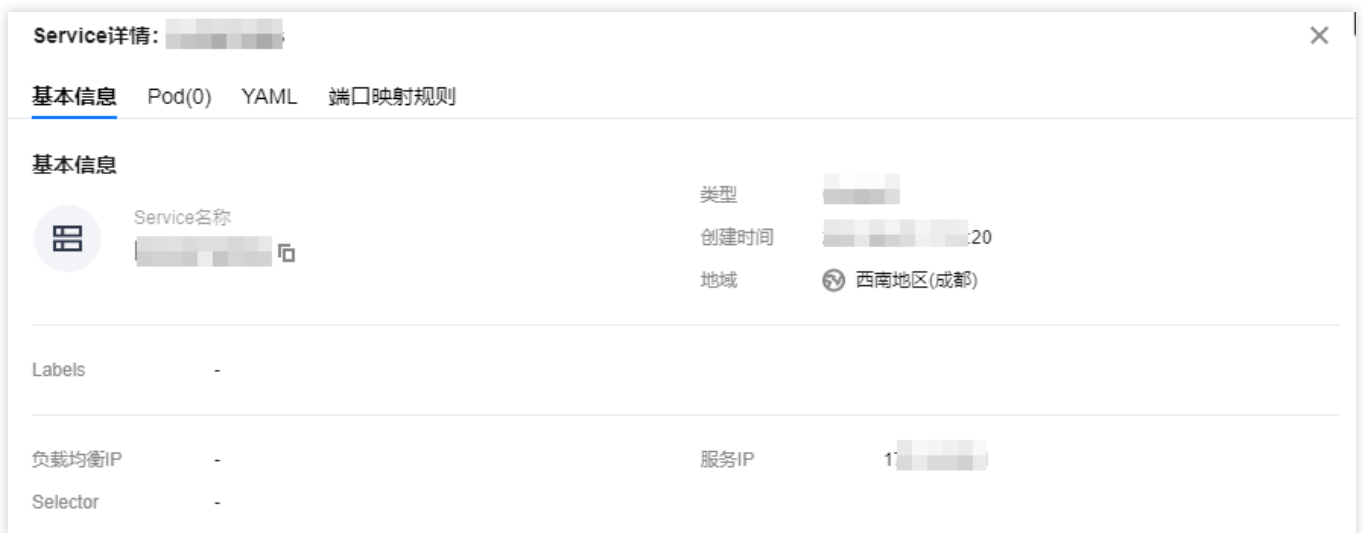 Service详情:
基本信息 Pod(0) YAML 端口映射规则
基本信息
Service名称
类型
创建时间 :20
地域 西南地区(成都)
Labels -
负载均衡IP -
服务IP 1
Selector -